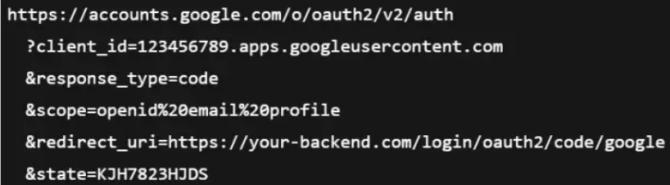 https://accounts.google.com/o/oauth2/v2/auth
?client_id=123456789.apps.googleusercontent.com
&response_type=code
&scope=openid%20email%20profile
&redirect_uri=https://your-backend.com/login/oauth2/code/google
&state=KJH7823HJDS